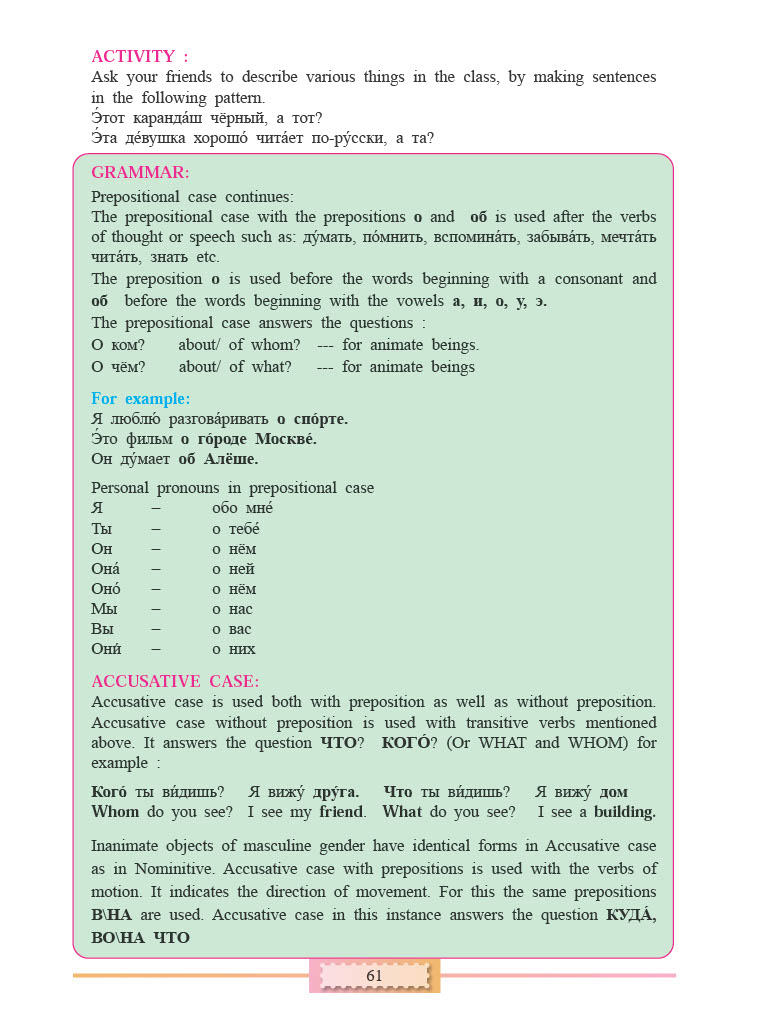 ACTIVITY :
Ask your friends to describe various things in the class, by making sentences
in the following pattern.
Э́тот каранда́ш чёрный, а тот?
Э́та де́вушка хорошо́ чита́ет по-ру́сски, а та?
GRAMMAR:
Prepositional case continues:
The prepositional case with the prepositions о and об is used after the verbs
of thought or speech such as: ду́мать, по́мнить, вспомина́ть, забыва́ть, мечта́ть
чита́ть, знать etc.
The preposition о is used before the words beginning with a consonant and
об before the words beginning with the vowels а, и, о, у, э.
The prepositional case answers the questions :
О ком? about/ of whom? --- for animate beings.
О чём? about/ of what? --- for animate beings
For example:
Я люблю́ разгова́ривать о спо́рте.
Э́то фильм о го́роде Москве́.
Он ду́мает об Алёше.
Personal pronouns in prepositional case
Я – обо мне́
Ты – о тебе́
Он – о нём
Она́ – о ней
Оно́ – о нём
Мы – о нас
Вы – о вас
Они́ – о них
ACCUSATIVE CASE:
Accusative case is used both with preposition as well as without preposition.
Accusative case without preposition is used with transitive verbs mentioned
above. It answers the question ЧТО? КОГО́? (Or WHAT and WHOM) for
example :
Кого́ ты ви́дишь? Я вижу́ дру́га. Что ты ви́дишь? Я вижу́ дом
Whom do you see? I see my friend. What do you see? I see a building.
Inanimate objects of masculine gender have identical forms in Accusative case
as in Nominitive. Accusative case with prepositions is used with the verbs of
motion. It indicates the direction of movement. For this the same prepositions
В\НА are used. Accusative case in this instance answers the question КУДА́,
ВО\НА ЧТО
61